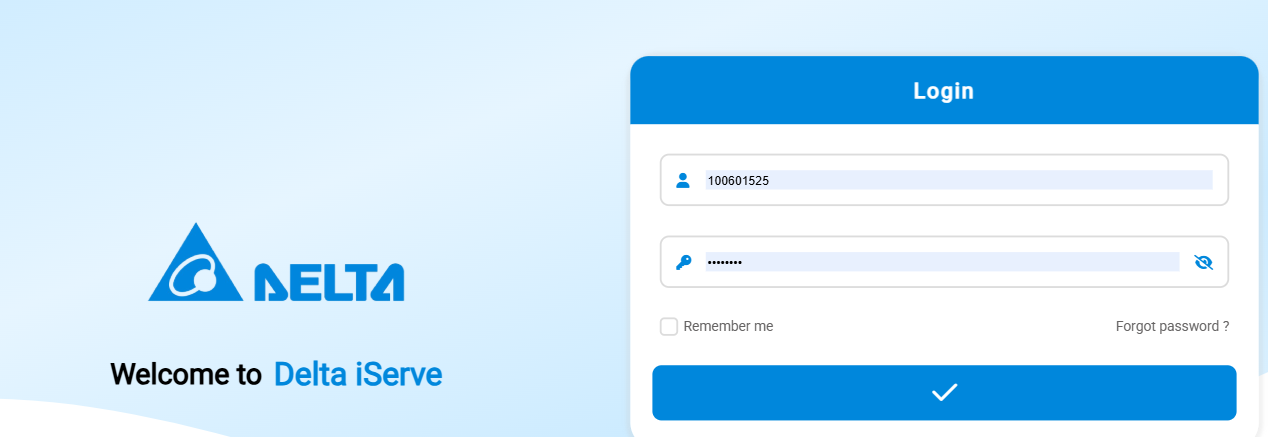 Login
100601525
••••••••
Remember me
Forgot password ?
DELTA
Welcome to Delta iServe